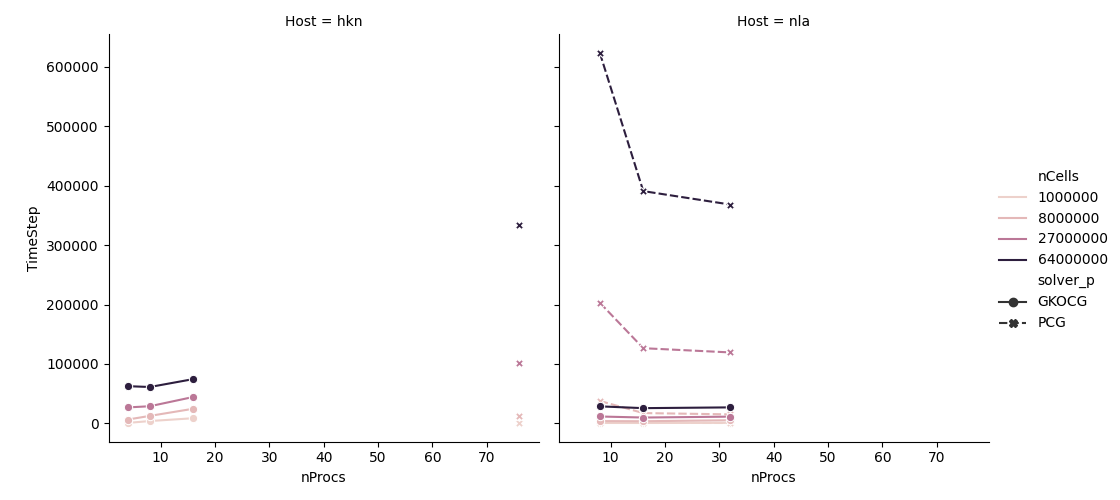 Host = hkn
Host = nla
TimeStep
600000
500000
400000
300000
200000
100000
0
10 20 30 40 50 60 70
nProcs
10 20 30 40 50 60 70
nProcs
nCells
1000000
8000000
27000000
64000000
solver_p
GKOCG
PCG